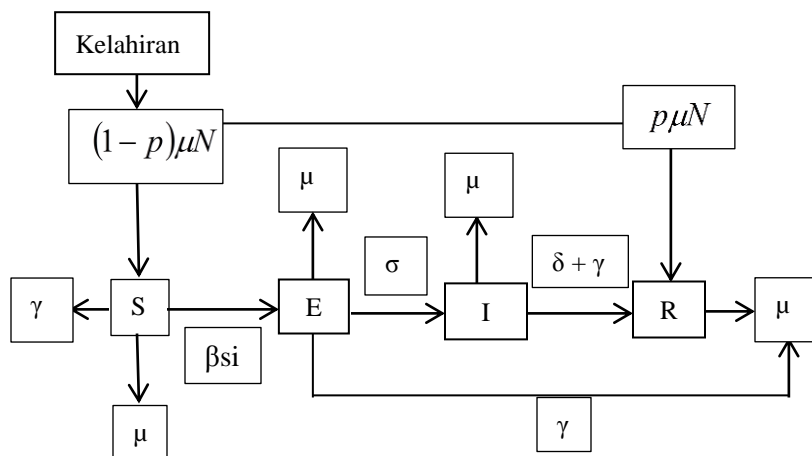 Kelahiran
(1 − p)μN
pμN
μ
μ
σ
δ + γ
γ
S
E
I
R
μ
βsi
γ
μ